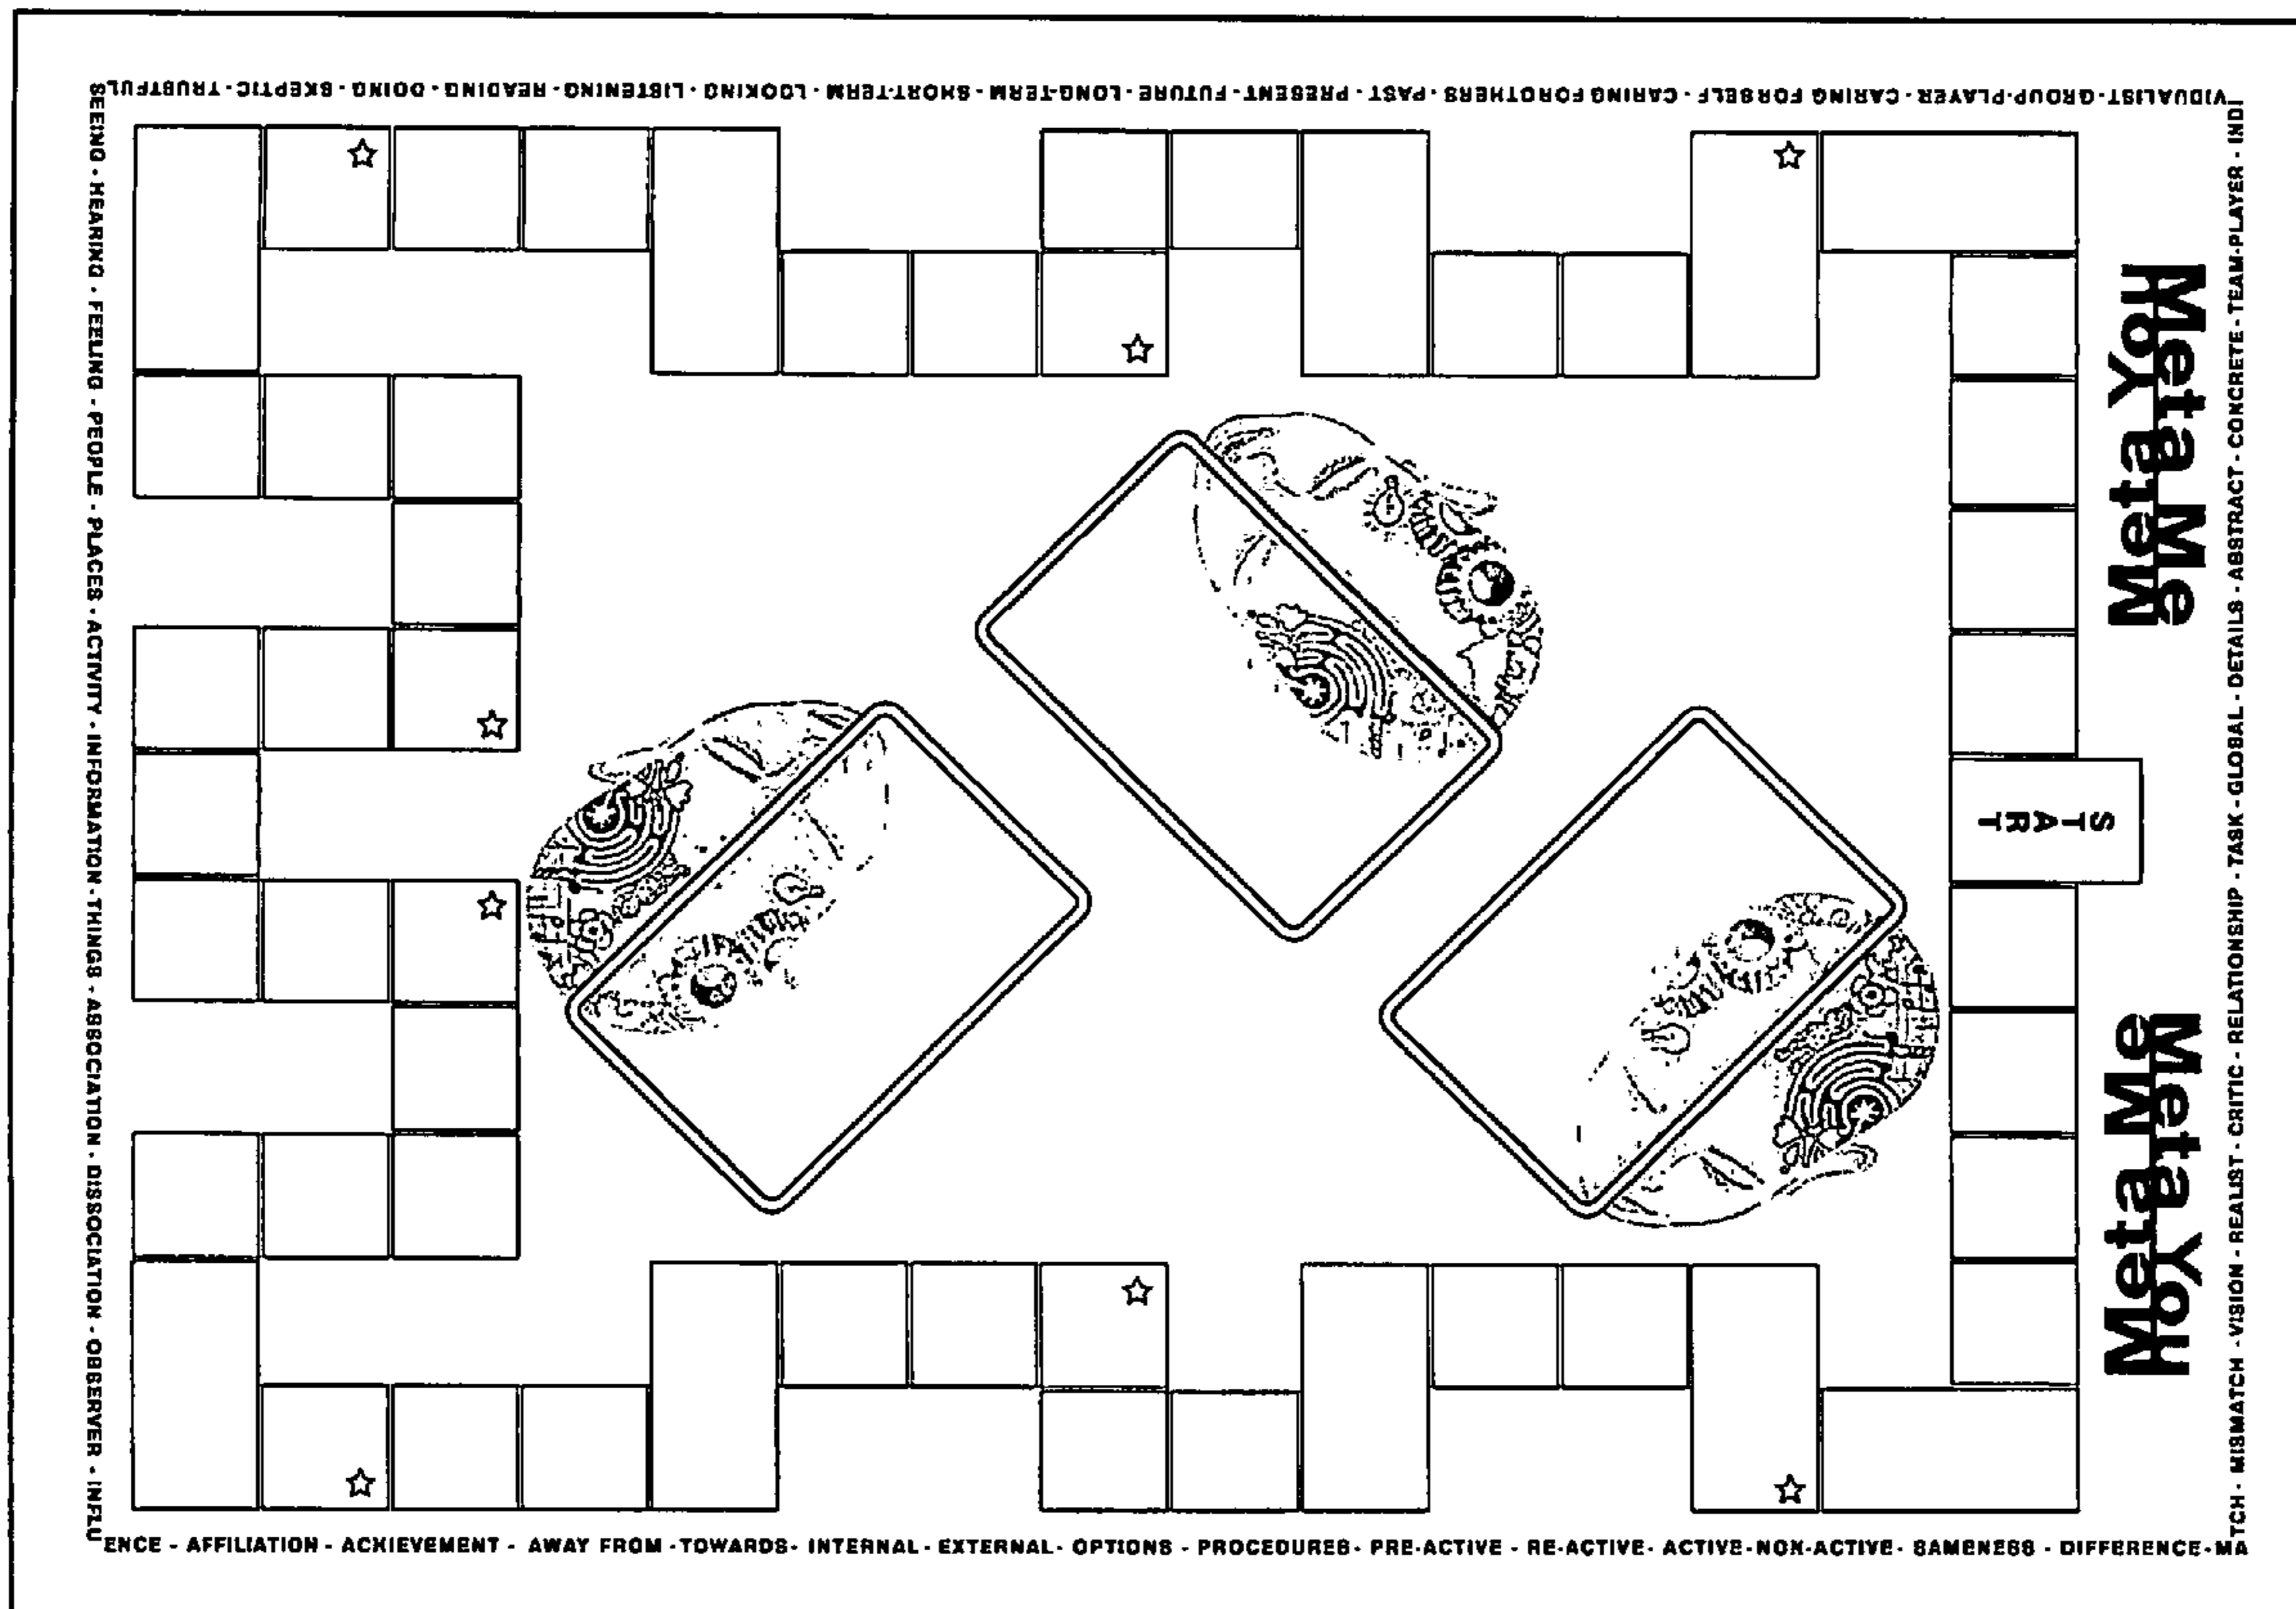 SEEING - HEARING - FEELING - PEOPLE - PLACES - ACTIVITY - INFORMATION - THINGS - ASSOCIATION - DISSOCIATION - OBSERVER - INFLU
ENCE - AFFILIATION - ACHIEVEMENT - AWAY FROM - TOWARDS - INTERNAL - EXTERNAL - OPTIONS - PROCEDURES - PRE-ACTIVE - RE-ACTIVE - ACTIVE - NON-ACTIVE - SAMENESS - DIFFERENCE - MA
TCH - MISMATCH - VISION - REALIST - CRITIC - RELATIONSHIP - TASK - GLOBAL - DETAILS - ABSTRACT - CONCRETE - TEAM-PLAYER - INDI
VIDUALIST - GROUP-PLAYER - CARING FOR SELF - CARING FOR OTHERS - PAST - PRESENT - FUTURE - LONG-TERM - SHORT-TERM - LOOKING - LISTENING - READING - DOING - SKEPTIC - TRUSTFUL
Meta Me
Meta You
START
Meta You
Meta Me